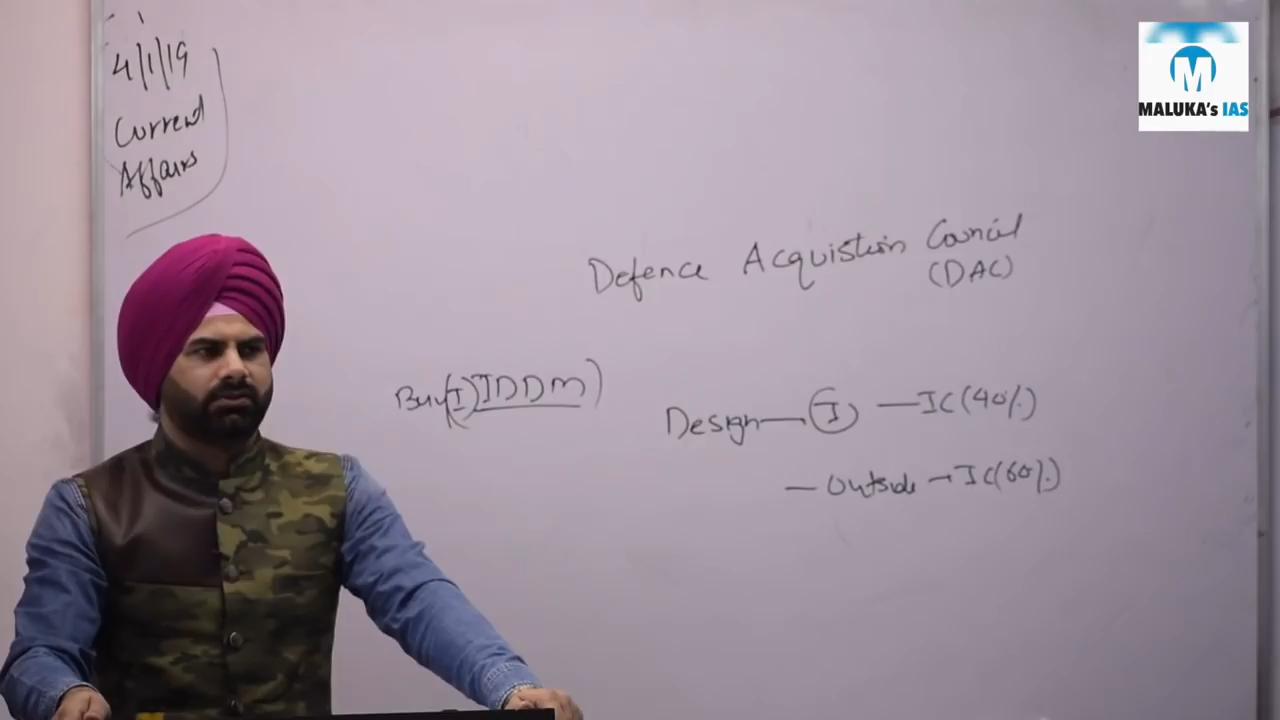 4/1/19
Current
Affairs
MALUKA's IAS
Defence Acquistion Council
(DAC)
Buy(I)IDDM)
Design — I — IC(40%)
— Outside → IC(60%)